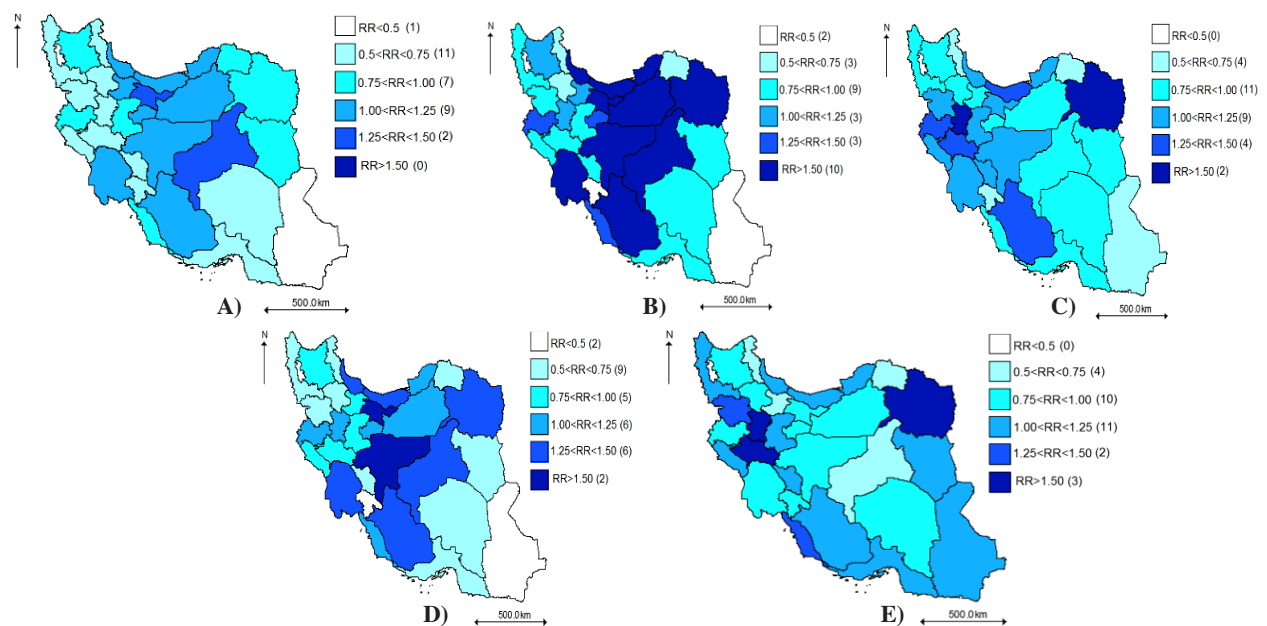 N
RR<0.5 (1)
0.5<RR<0.75 (11)
0.75<RR<1.00 (7)
1.00<RR<1.25 (9)
1.25<RR<1.50 (2)
RR>1.50 (0)
500.0km
A)
N
RR<0.5 (2)
0.5<RR<0.75 (3)
0.75<RR<1.00 (9)
1.00<RR<1.25 (3)
1.25<RR<1.50 (3)
RR>1.50 (10)
500.0km
B)
N
RR<0.5 (0)
0.5<RR<0.75 (4)
0.75<RR<1.00 (11)
1.00<RR<1.25(9)
1.25<RR<1.50 (4)
RR>1.50 (2)
500.0km
C)
N
RR<0.5 (2)
0.5<RR<0.75 (9)
0.75<RR<1.00 (5)
1.00<RR<1.25 (6)
1.25<RR<1.50 (6)
RR>1.50 (2)
500.0km
D)
N
RR<0.5 (0)
0.5<RR<0.75 (4)
0.75<RR<1.00 (10)
1.00<RR<1.25 (11)
1.25<RR<1.50 (2)
RR>1.50 (3)
500.0km
E)